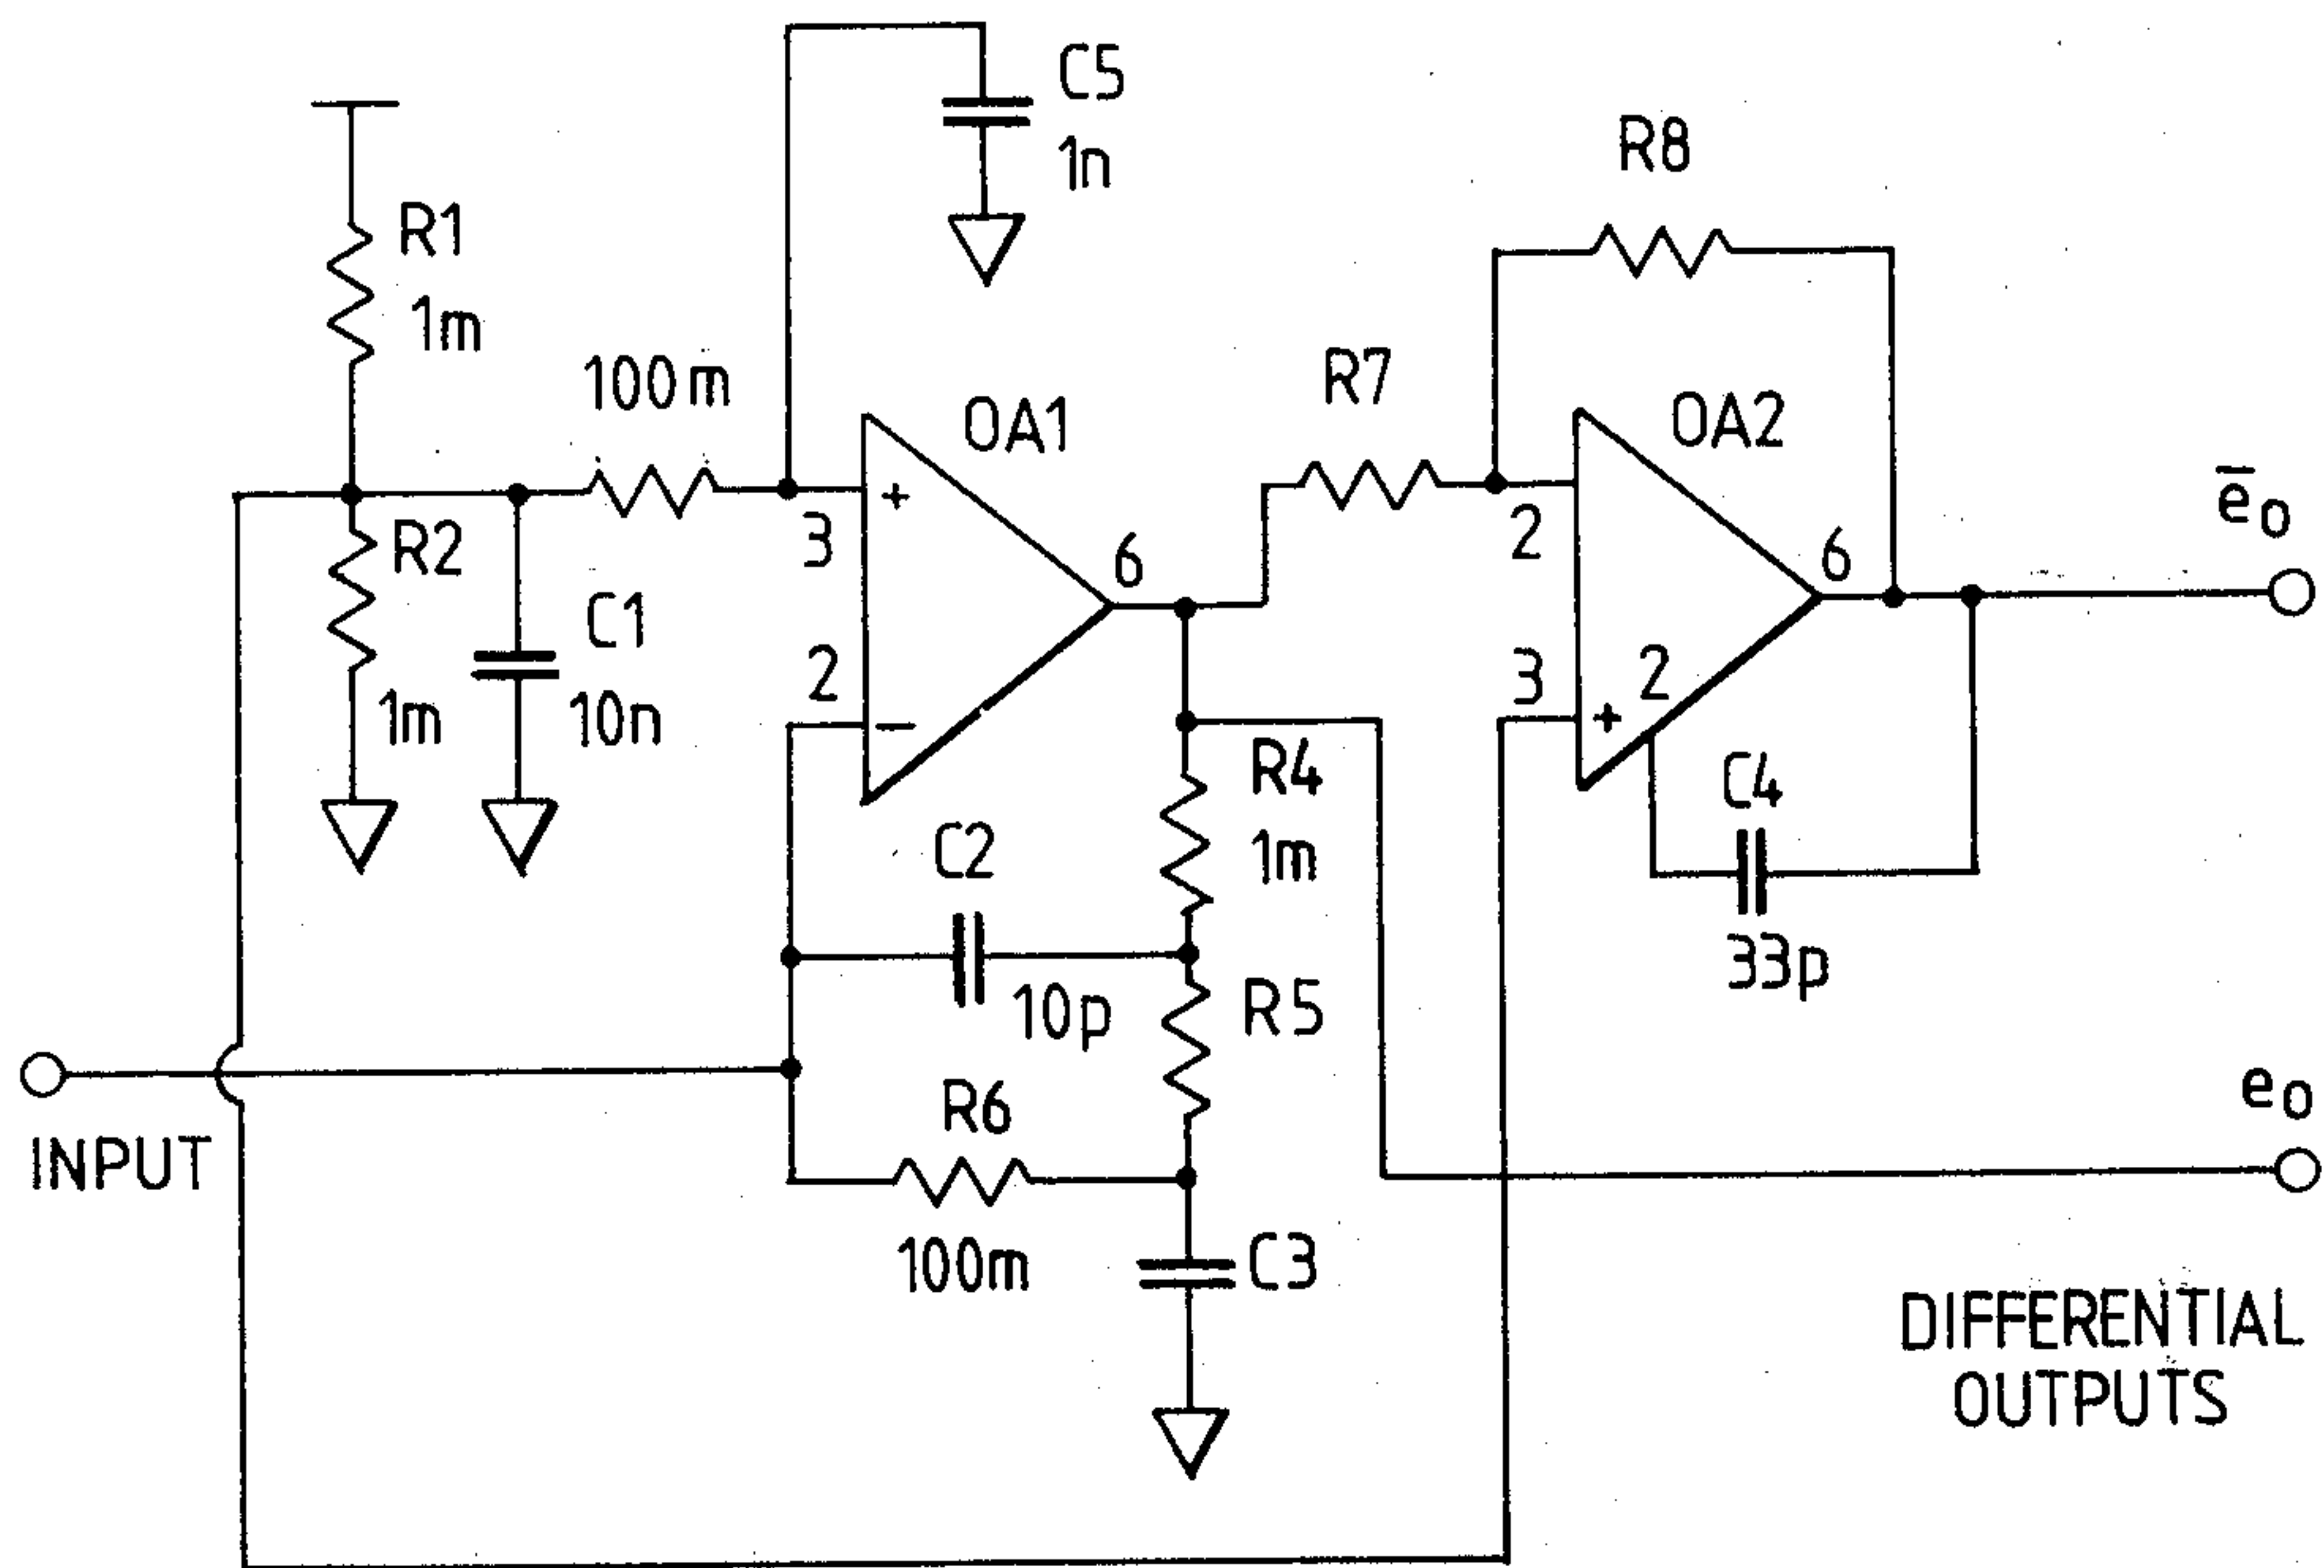 C5
1n
R8
R1
1m
100m
OA1
R7
OA2
+
3
6
2
6
e̅o
R2
C1
1m
10n
2
−
3
2
+
R4
1m
C4
33p
C2
10p
R5
INPUT
R6
100m
C3
eo
DIFFERENTIAL
OUTPUTS